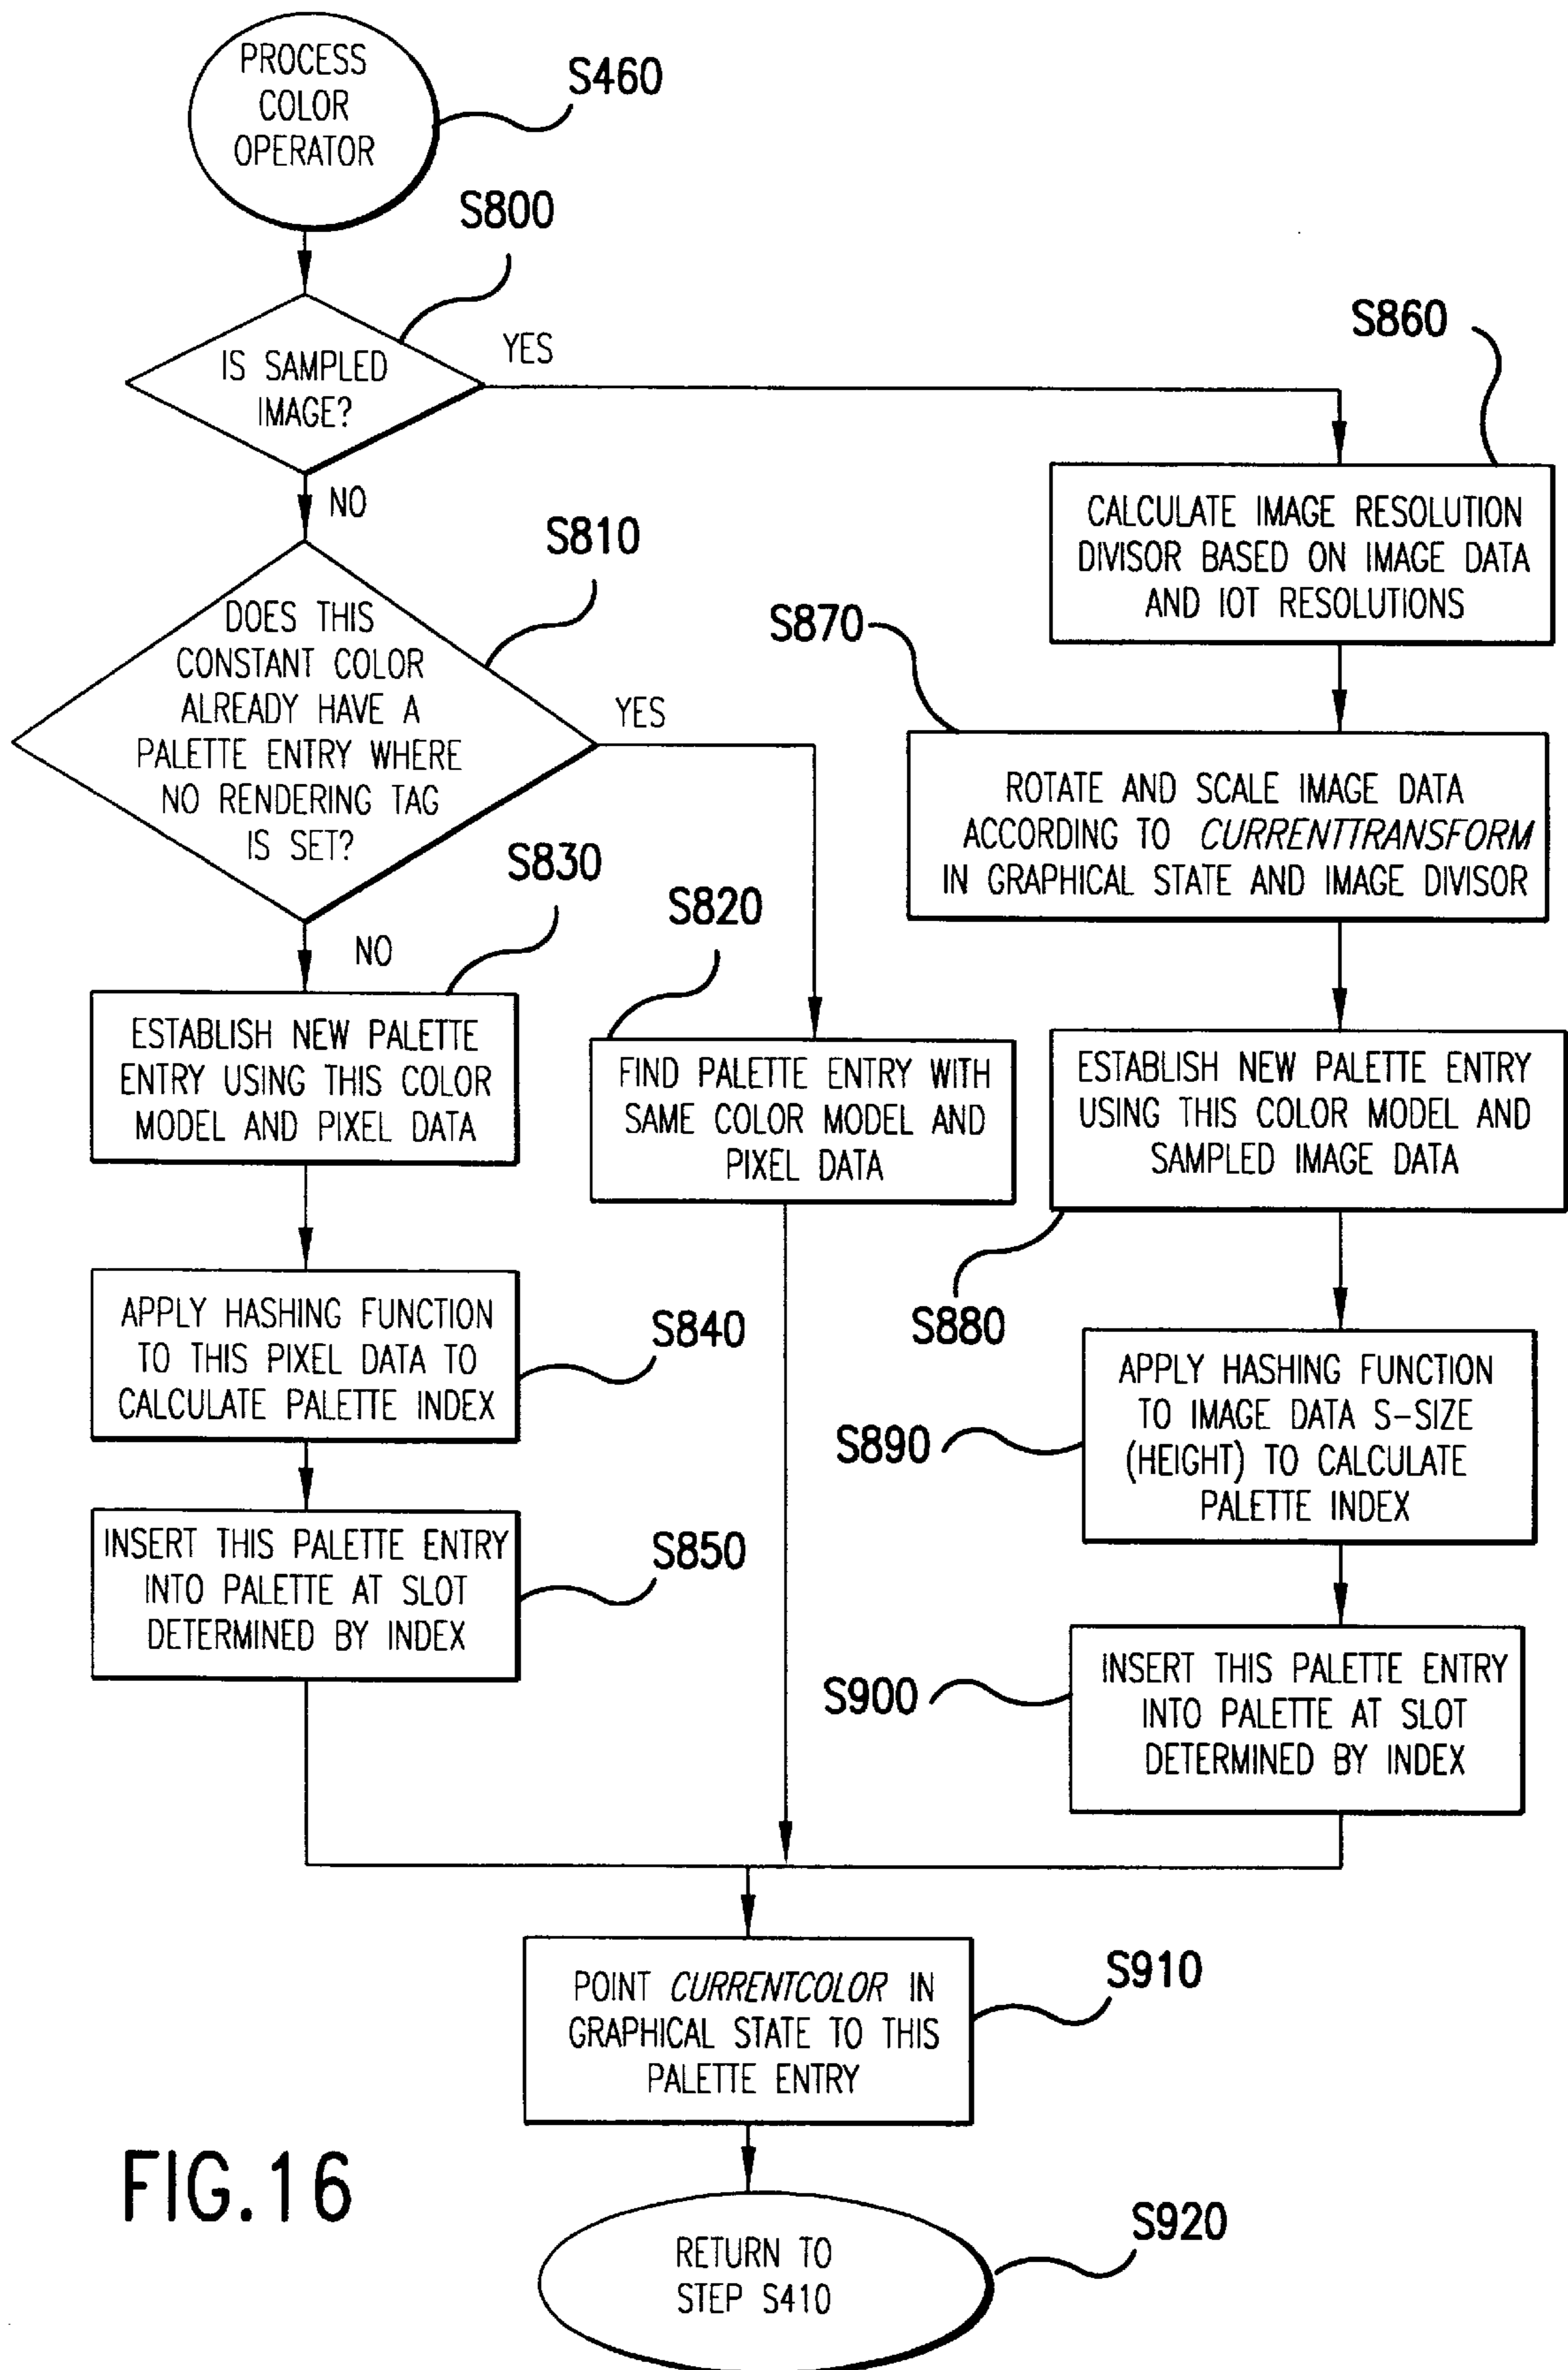 PROCESS
COLOR
OPERATOR
S460
S800
IS SAMPLED
IMAGE?
YES
NO
S860
CALCULATE IMAGE RESOLUTION
DIVISOR BASED ON IMAGE DATA
AND IOT RESOLUTIONS
S810
DOES THIS
CONSTANT COLOR
ALREADY HAVE A
PALETTE ENTRY WHERE
NO RENDERING TAG
IS SET?
YES
NO
S870
ROTATE AND SCALE IMAGE DATA
ACCORDING TO CURRENTTRANSFORM
IN GRAPHICAL STATE AND IMAGE DIVISOR
S830
ESTABLISH NEW PALETTE
ENTRY USING THIS COLOR
MODEL AND PIXEL DATA
S820
FIND PALETTE ENTRY WITH
SAME COLOR MODEL AND
PIXEL DATA
ESTABLISH NEW PALETTE ENTRY
USING THIS COLOR MODEL AND
SAMPLED IMAGE DATA
S880
APPLY HASHING FUNCTION
TO THIS PIXEL DATA TO
CALCULATE PALETTE INDEX
S840
APPLY HASHING FUNCTION
TO IMAGE DATA S-SIZE
(HEIGHT) TO CALCULATE
PALETTE INDEX
S890
INSERT THIS PALETTE ENTRY
INTO PALETTE AT SLOT
DETERMINED BY INDEX
S850
INSERT THIS PALETTE ENTRY
INTO PALETTE AT SLOT
DETERMINED BY INDEX
S900
POINT CURRENTCOLOR IN
GRAPHICAL STATE TO THIS
PALETTE ENTRY
S910
RETURN TO
STEP S410
S920
FIG.16